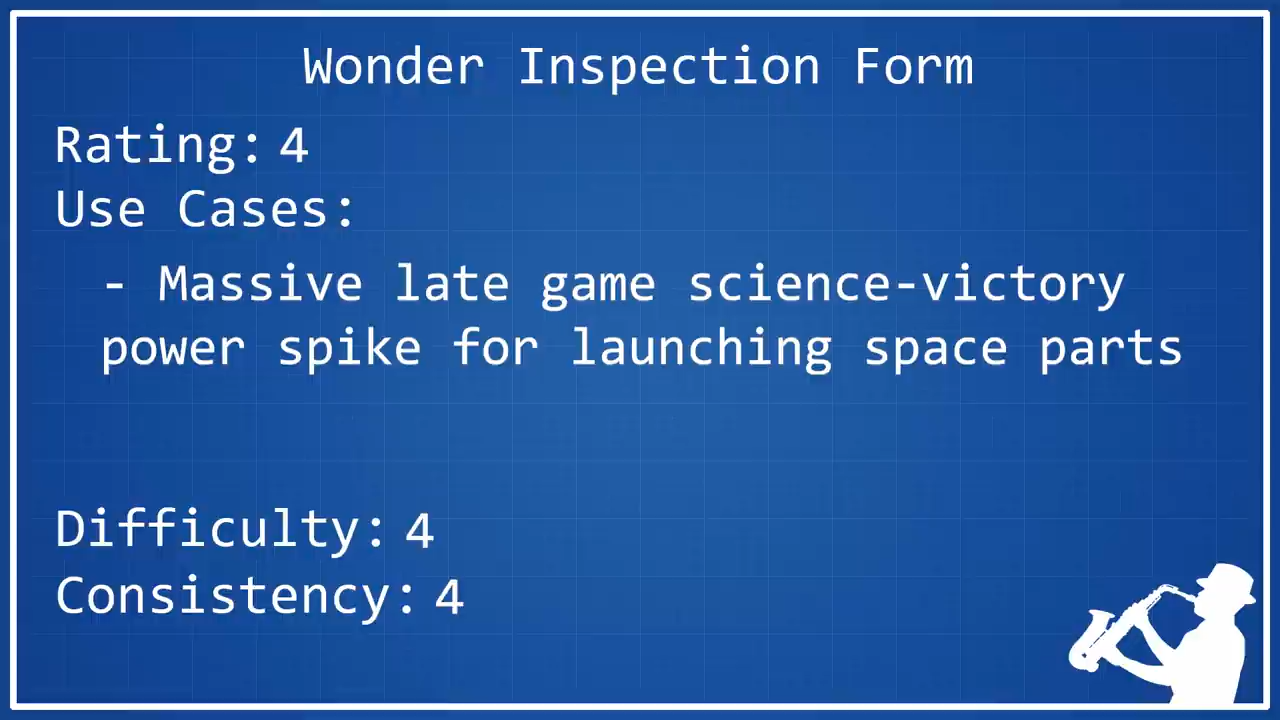 Wonder Inspection Form
Rating: 4
Use Cases:
- Massive late game science-victory
power spike for launching space parts
Difficulty: 4
Consistency: 4